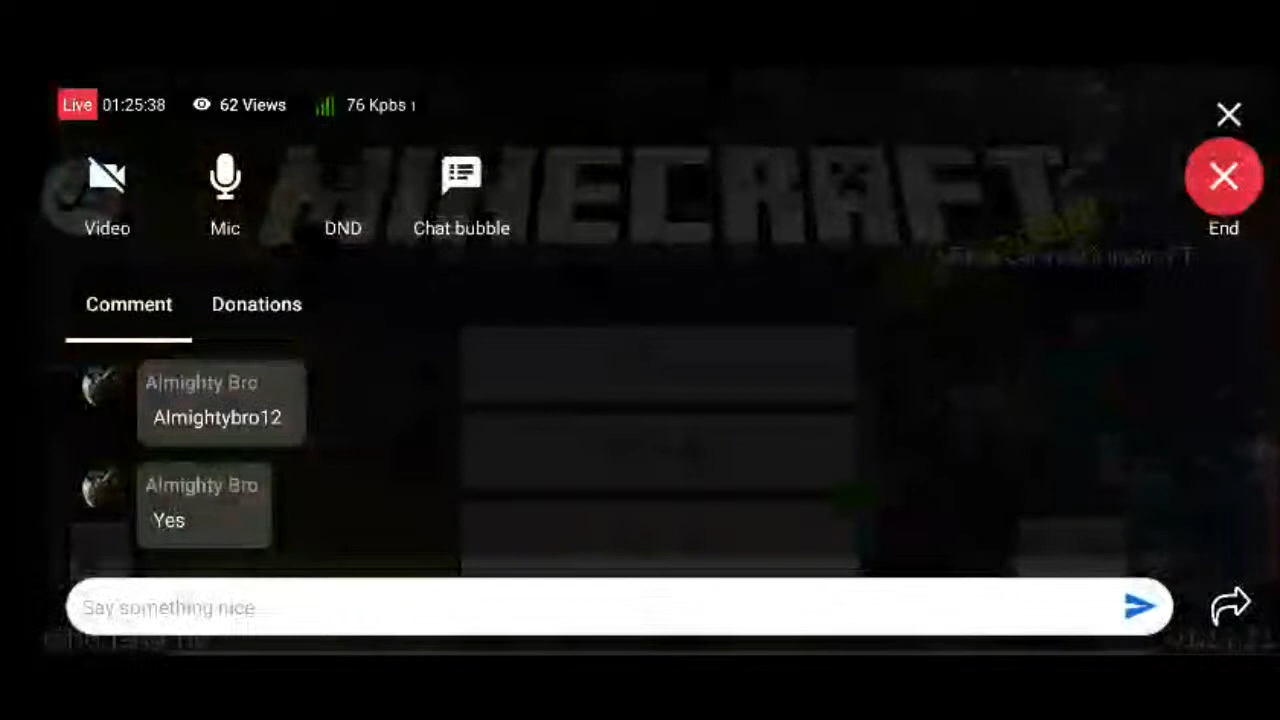 Live 01:25:38 62 Views 76 Kpbs
MINECRAFT
Video Mic DND Chat bubble End
Comment Donations
Almighty Bro
Almightybro12
Almighty Bro
Yes
Say something nice